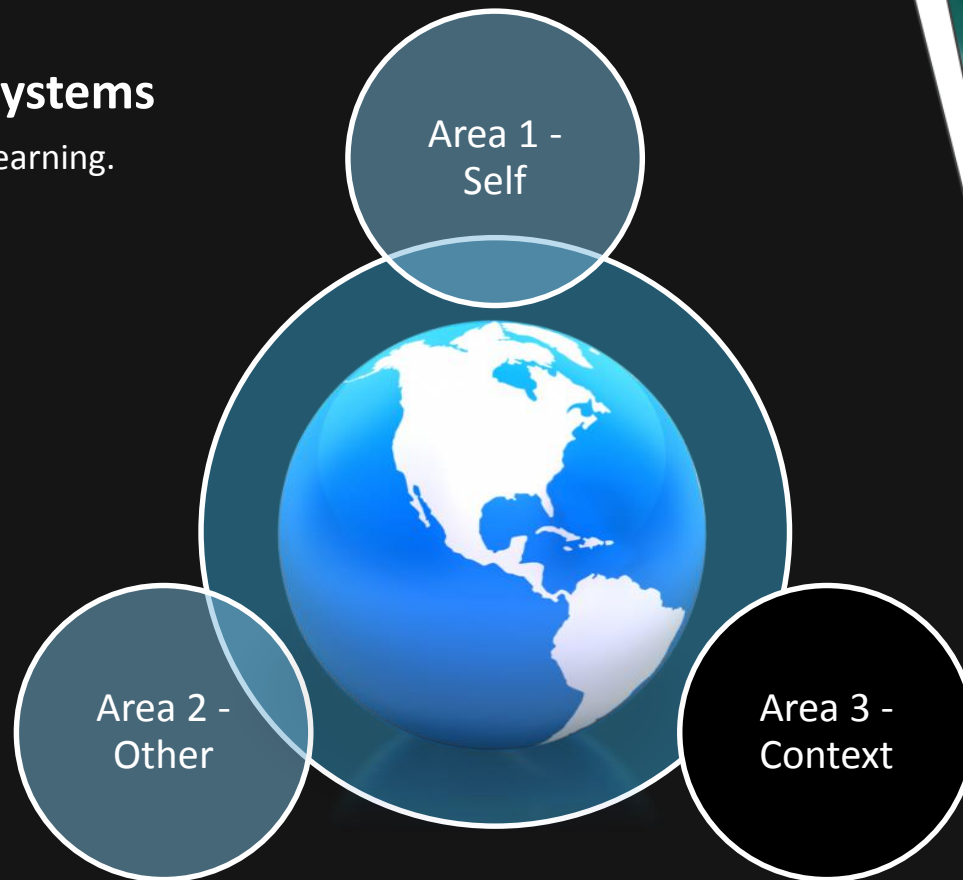 ystems
earning.
Area 1 -
Self
Area 2 -
Other
Area 3 -
Context